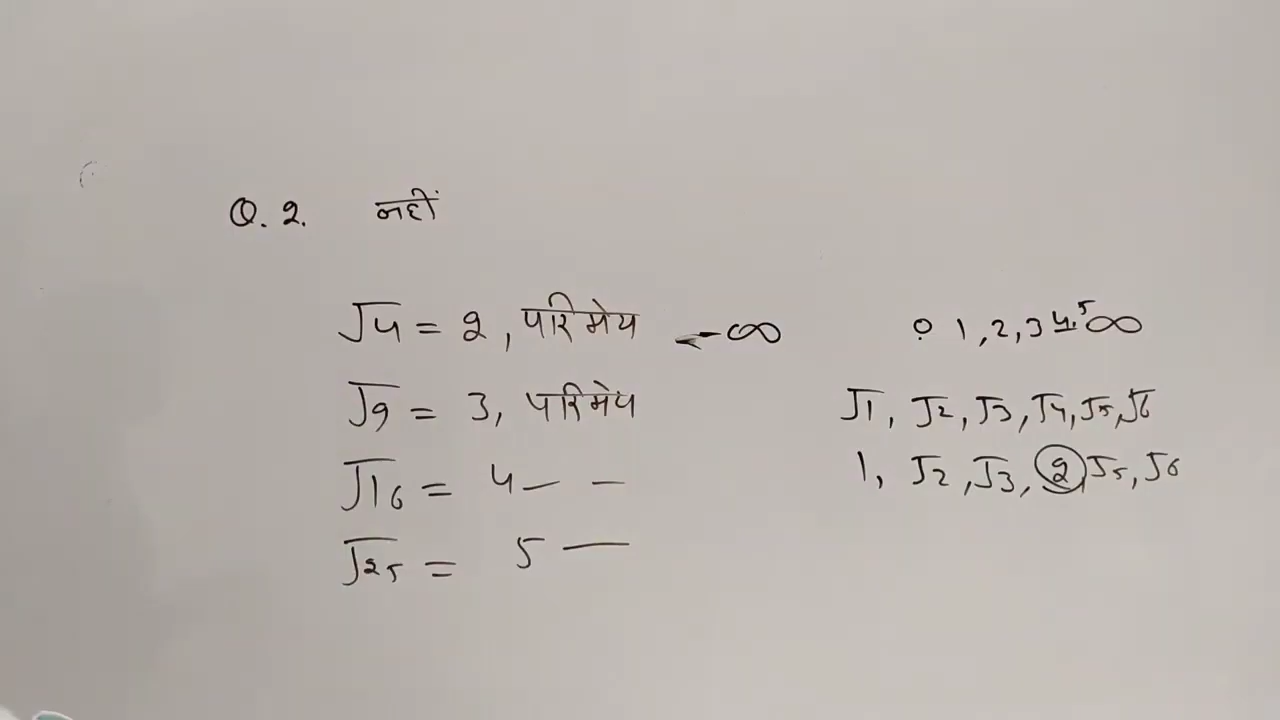 Q. 2. नहीं
√4 = 2, परिमेय
√9 = 3, परिमेय
√16 = 4 — —
√25 = 5 —
-∞
0 1, 2, 3 4. 5 ∞
√1, √2, √3, √4, √5, √6
1, √2, √3, 2, √5, √6